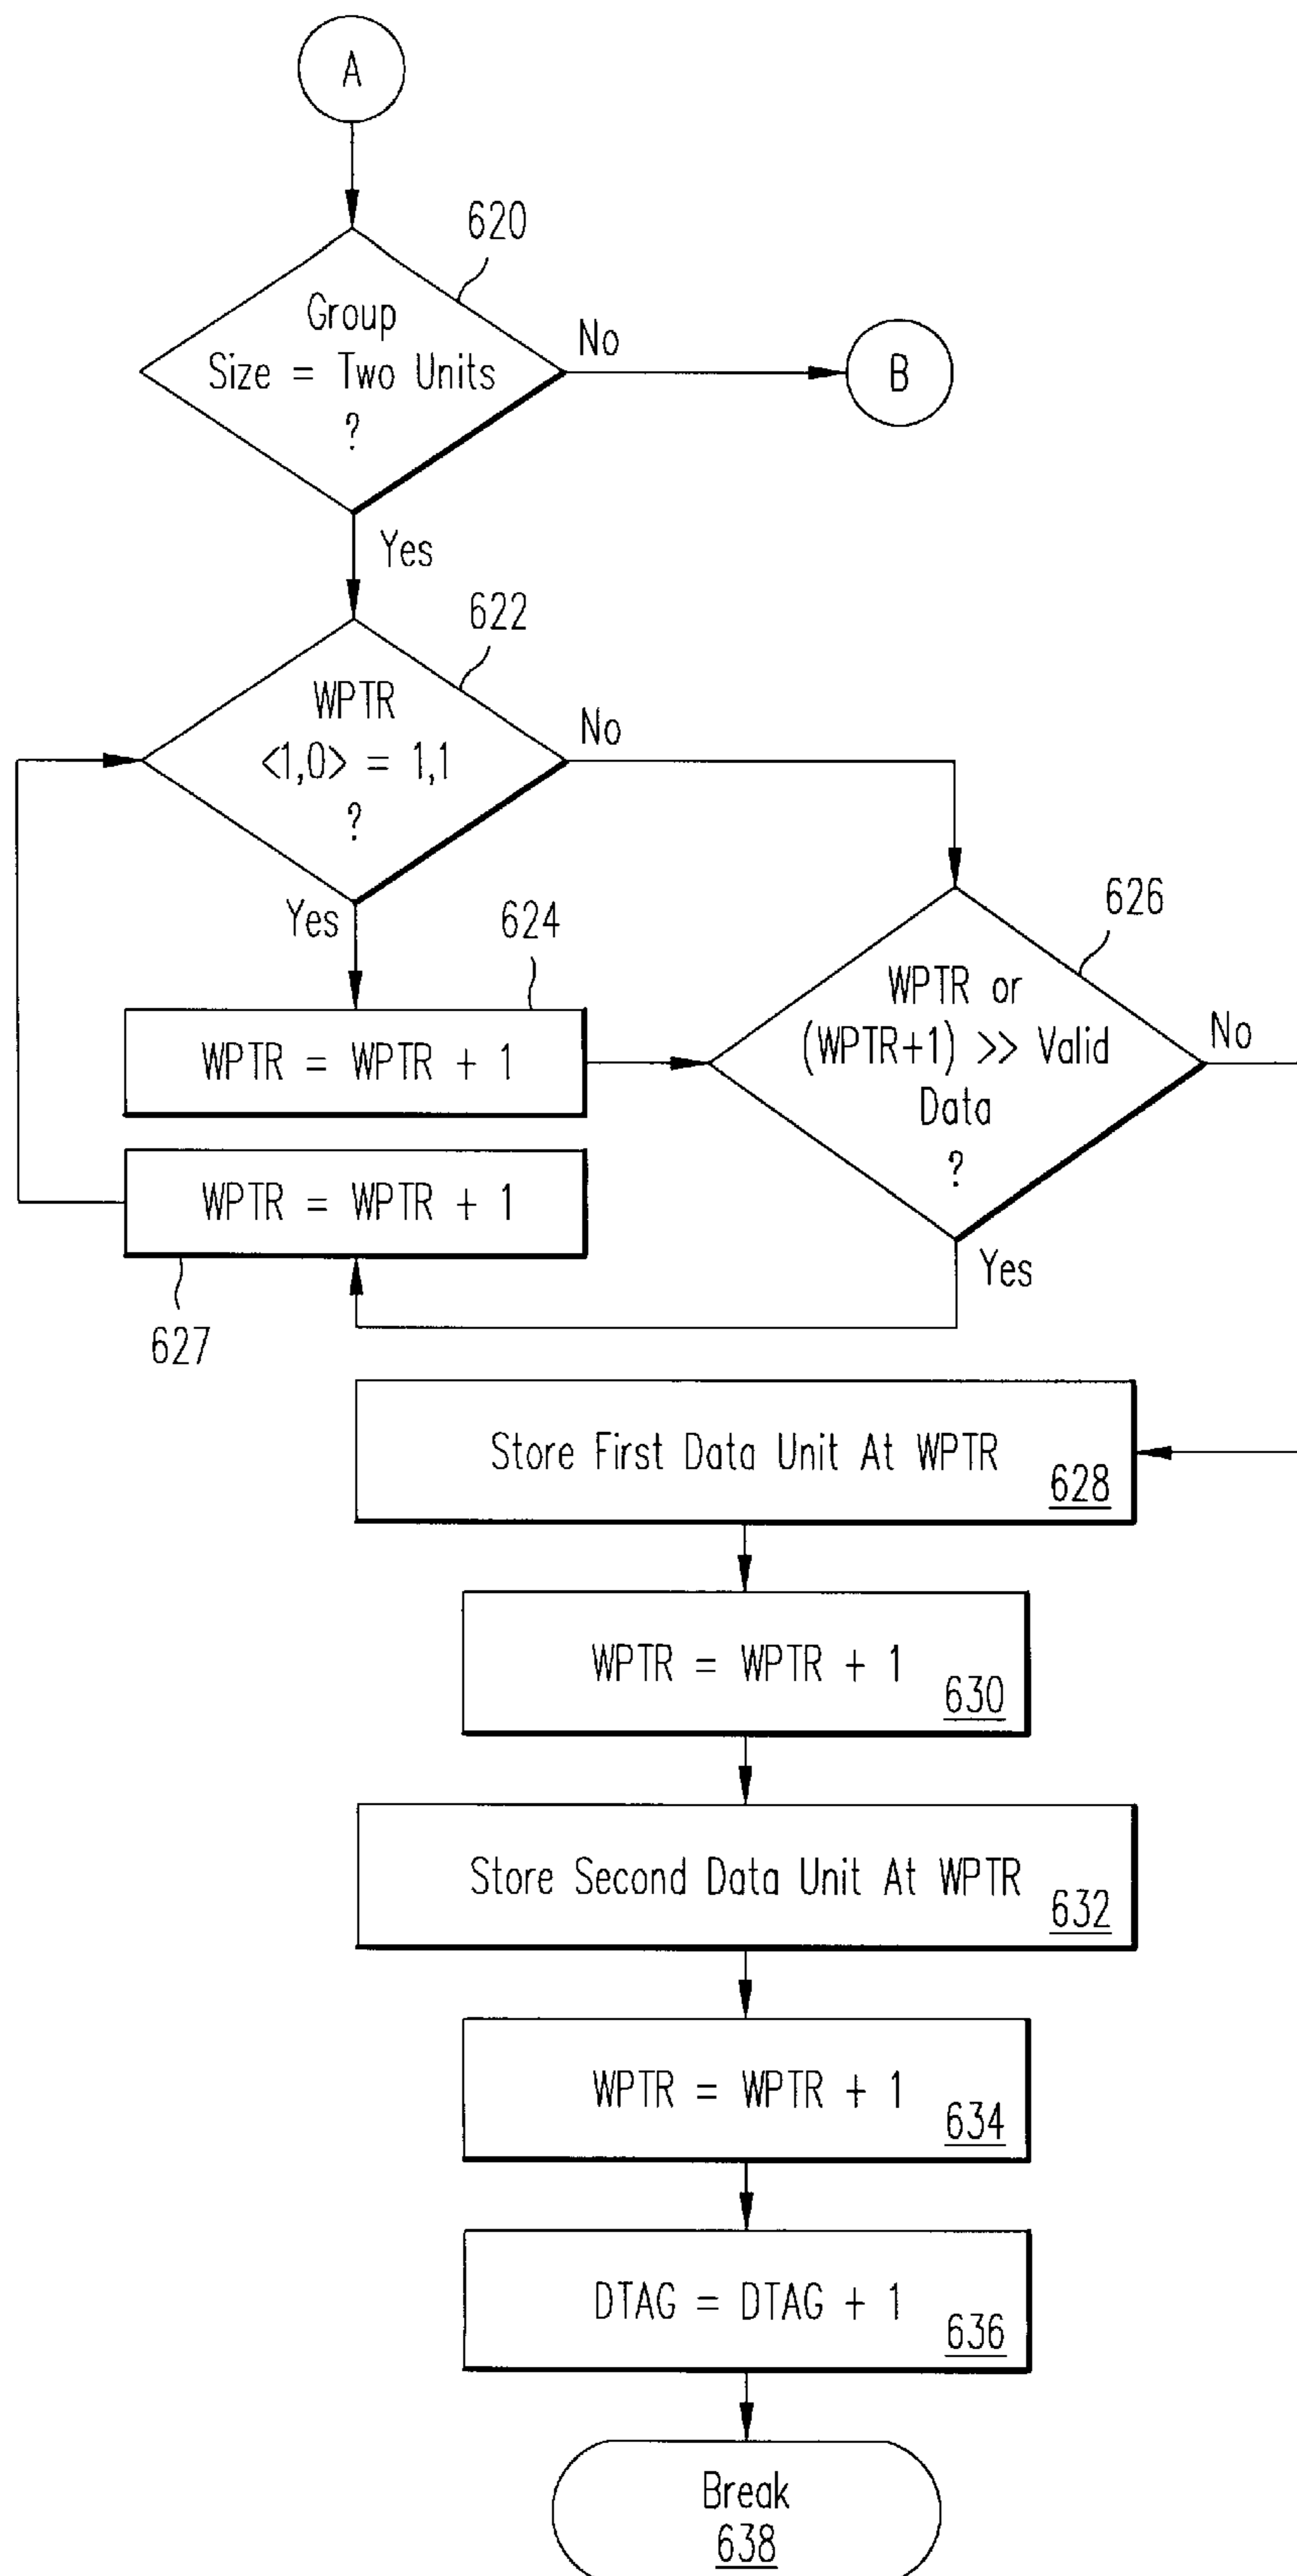 A
620
Group
Size = Two Units
?
No
B
Yes
622
WPTR
<1,0> = 1,1
?
No
Yes
624
626
WPTR or
(WPTR+1) >> Valid
Data
?
No
WPTR = WPTR + 1
WPTR = WPTR + 1
Yes
627
Store First Data Unit At WPTR
628
WPTR = WPTR + 1
630
Store Second Data Unit At WPTR
632
WPTR = WPTR + 1
634
DTAG = DTAG + 1
636
Break
638